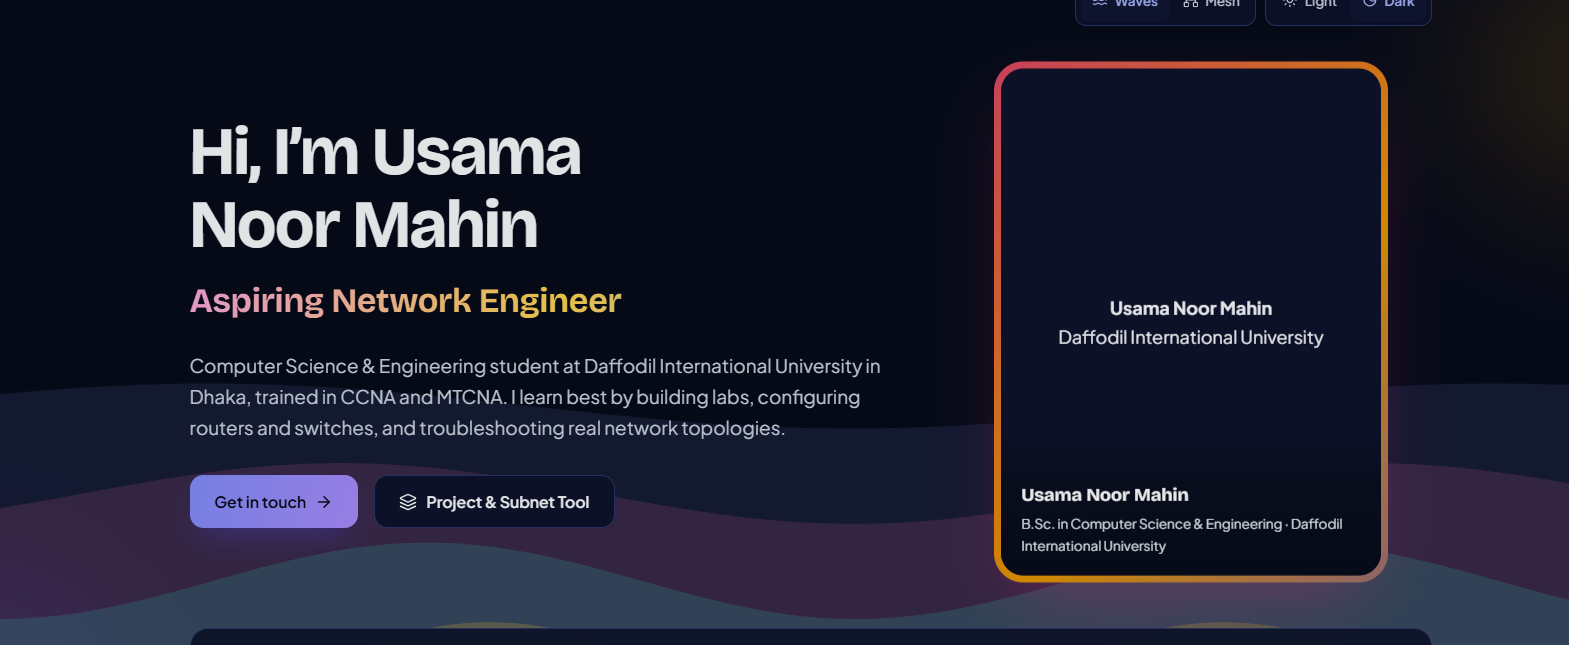 Waves
Mesh
Light
Dark
Hi, I’m Usama
Noor Mahin
Aspiring Network Engineer
Computer Science & Engineering student at Daffodil International University in
Dhaka, trained in CCNA and MTCNA. I learn best by building labs, configuring
routers and switches, and troubleshooting real network topologies.
Get in touch
Project & Subnet Tool
Usama Noor Mahin
Daffodil International University
Usama Noor Mahin
B.Sc. in Computer Science & Engineering · Daffodil
International University